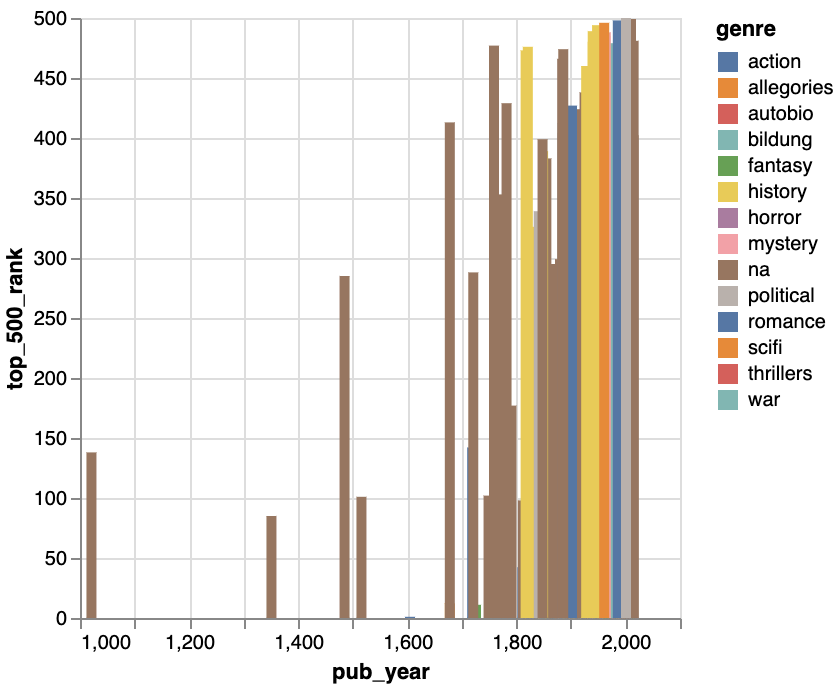 500
450
400
350
300
250
200
150
100
50
0
top_500_rank
1,000
1,200
1,400
1,600
1,800
2,000
pub_year
genre
action
allegories
autobio
bildung
fantasy
history
horror
mystery
na
political
romance
scifi
thrillers
war